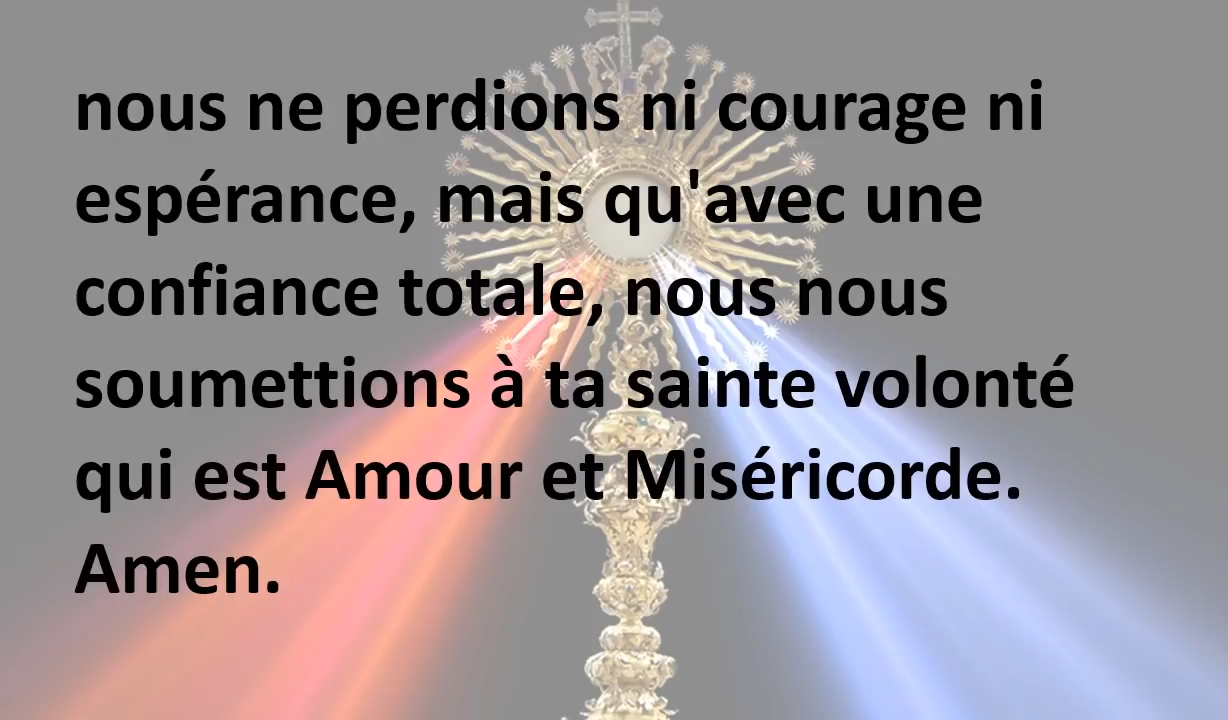 nous ne perdions ni courage ni
espérance, mais qu'avec une
confiance totale, nous nous
soumettions à ta sainte volonté
qui est Amour et Miséricorde.
Amen.